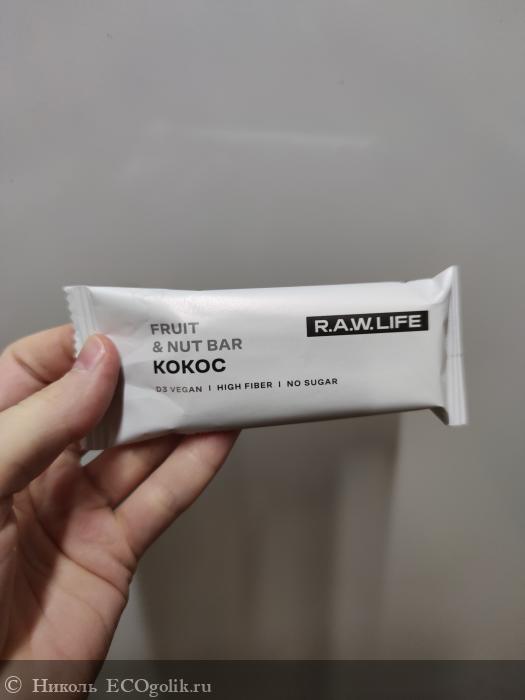 FRUIT
& NUT BAR
КОКОС
R.A.W. LIFE
D3 VEGAN | HIGH FIBER | NO SUGAR
© Николь ECOgolik.ru